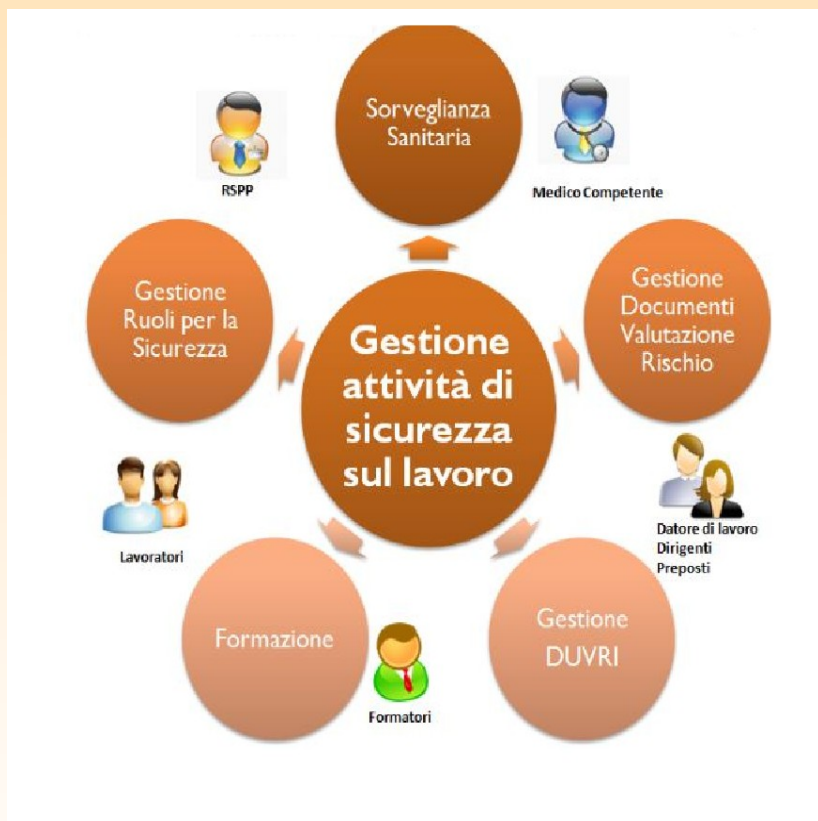 Sorveglianza
Sanitaria
RSPP
Medico Competente
Gestione
Ruoli per la
Sicurezza
Gestione
Documenti
Valutazione
Rischio
Gestione
attività di
sicurezza
sul lavoro
Lavoratori
Datore di lavoro
Dirigenti
Preposti
Formazione
Formatori
Gestione
DUVRI